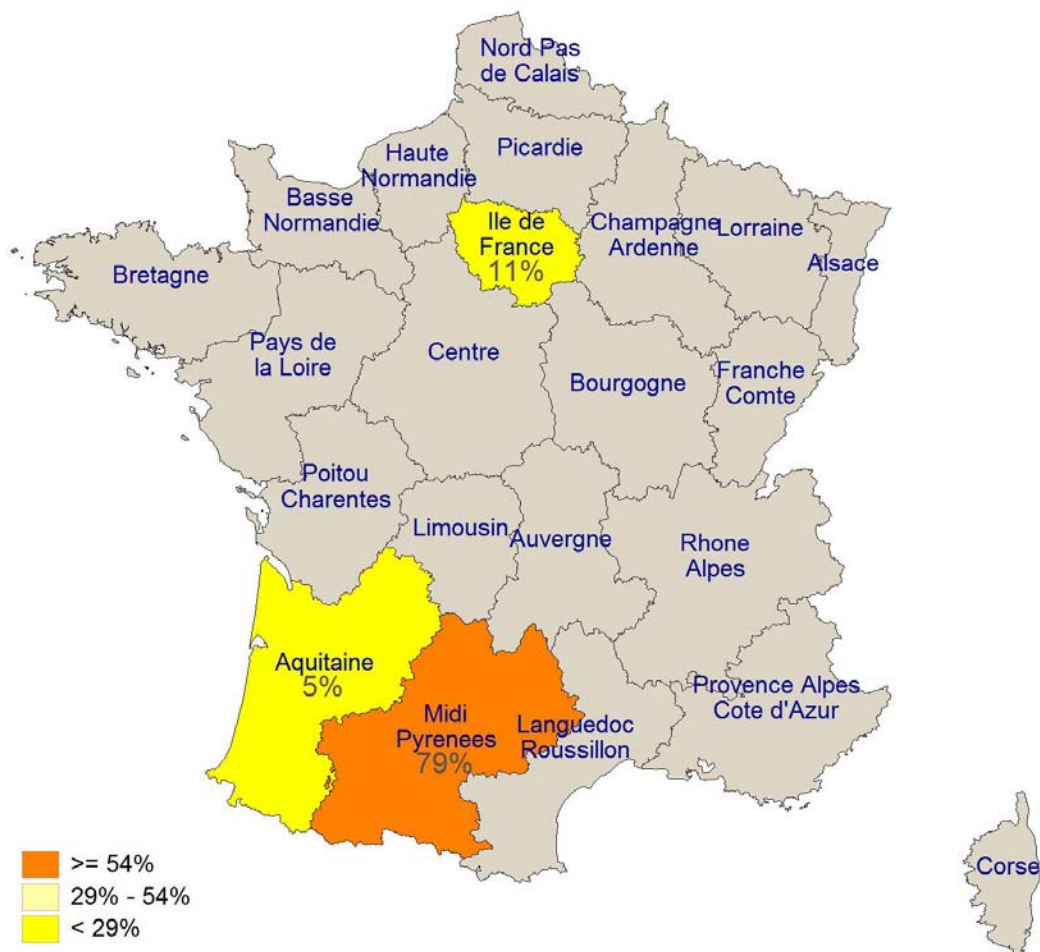 Nord Pas
de Calais
Picardie
Haute
Normandie
Basse
Normandie
Ile de
France
11%
Champagne
Ardenne
Lorraine
Alsace
Bretagne
Pays de
la Loire
Centre
Bourgogne
Franche
Comte
Poitou
Charentes
Limousin
Auvergne
Rhone
Alpes
Aquitaine
5%
Midi
Pyrenees
79%
Languedoc
Roussillon
Provence Alpes
Cote d'Azur
Corse
>= 54%
29% - 54%
< 29%